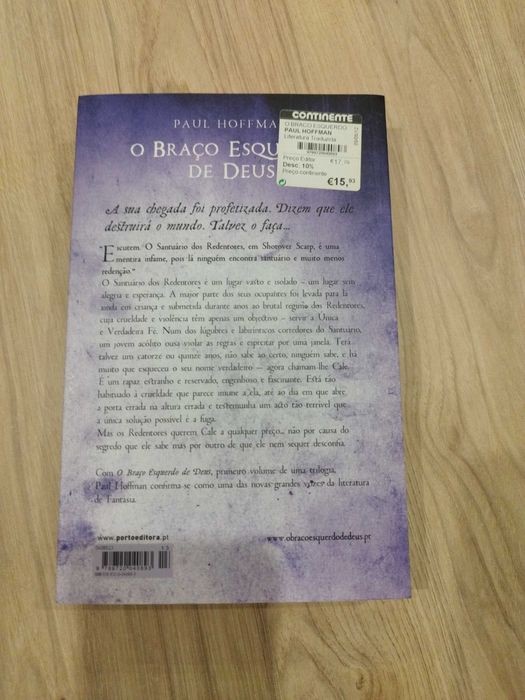 CONTINENTE
O BRAÇO ESQUERDO
PAUL HOFFMAN
Literatura Traduzida
Preço Editor
€17,70
Desc. 10%
Preço continente
€15,93
PAUL HOFFMAN
O BRAÇO ESQU
DE DEUS
A sua chegada foi profetizada. Dizem que ele
destruirá o mundo. Talvez o faça...
"Escutem. O Santuário dos Redentores, em Shotover Scarp, é uma
mentira infame, pois lá ninguém encontra santuário e muito menos
redenção."
O Santuário dos Redentores é um lugar vasto e isolado – um lugar sem
alegria e esperança. A maior parte dos seus ocupantes foi levada para lá
ainda em criança e submetida durante anos ao brutal regime dos Redentores,
cuja crueldade e violência têm apenas um objectivo – servir a Única
e Verdadeira Fé. Num dos lúgubres e labirínticos corredores do Santuário,
um jovem acólito ousa violar as regras e espreitar por uma janela. Terá
talvez uns catorze ou quinze anos, não sabe ao certo, ninguém sabe, e há
muito que esqueceu o seu nome verdadeiro – agora chamam-lhe Cale.
É um rapaz estranho e reservado, engenhoso e fascinante. Está tão
habituado à crueldade que parece imune a ela, até ao dia em que abre
a porta errada na altura errada e testemunha um acto tão terrível que
a única solução possível é a fuga.
Mas os Redentores querem Cale a qualquer preço... não por causa do
segredo que ele sabe mas por outro de que ele nem sequer desconfia.
Com O Braço Esquerdo de Deus, primeiro volume de uma trilogia,
Paul Hoffman confirma-se como uma das novas grandes vozes da literatura
de Fantasia.
www.portoeditora.pt
www.obracoesquerdodedeus.pt
9 789720 045893